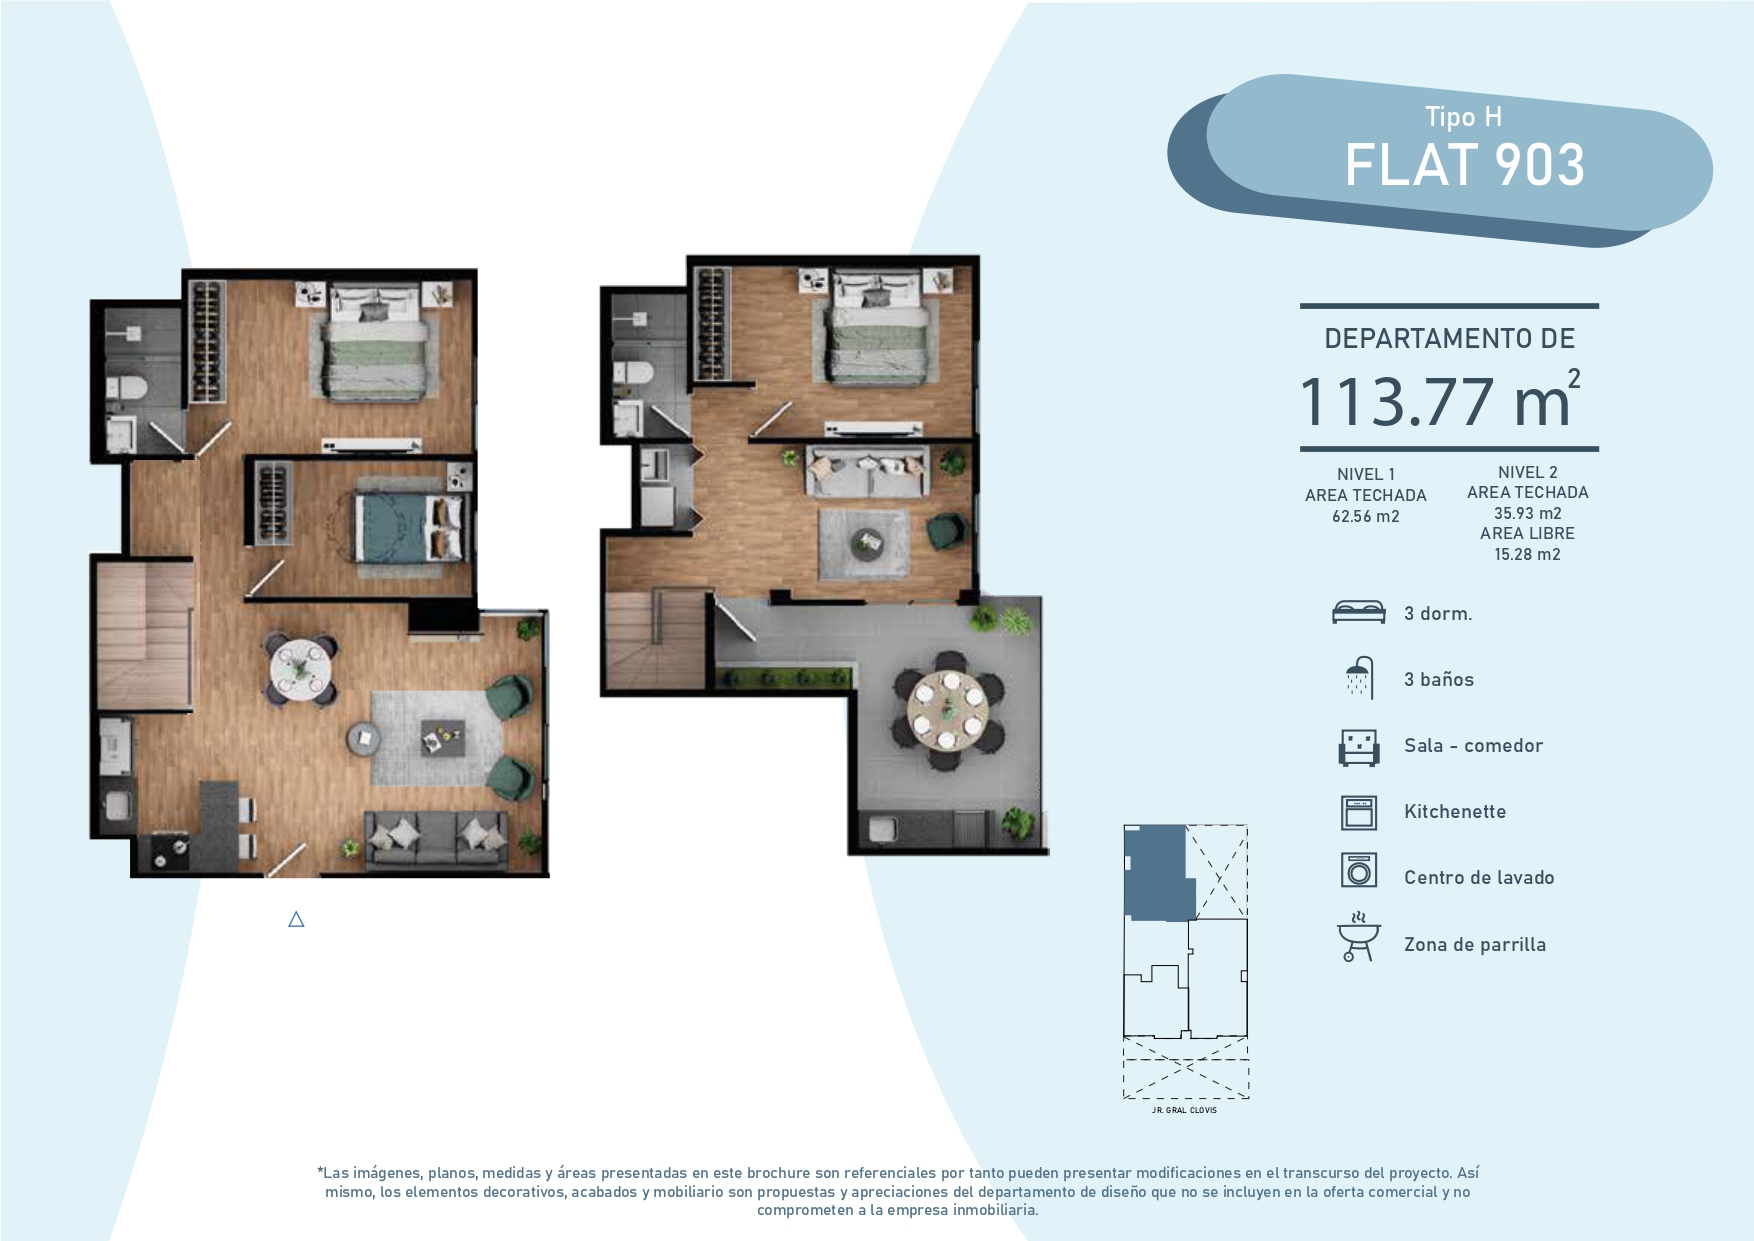 Tipo H
FLAT 903
DEPARTAMENTO DE
113.77 m²
NIVEL 1
AREA TECHADA
62.56 m2
NIVEL 2
AREA TECHADA
35.93 m2
AREA LIBRE
15.28 m2
3 dorm.
3 baños
Sala - comedor
Kitchenette
Centro de lavado
Zona de parrilla
JR. GRAL CLOVIS
*Las imágenes, planos, medidas y áreas presentadas en este brochure son referenciales por tanto pueden presentar modificaciones en el transcurso del proyecto. Así
mismo, los elementos decorativos, acabados y mobiliario son propuestas y apreciaciones del departamento de diseño que no se incluyen en la oferta comercial y no
comprometen a la empresa inmobiliaria.